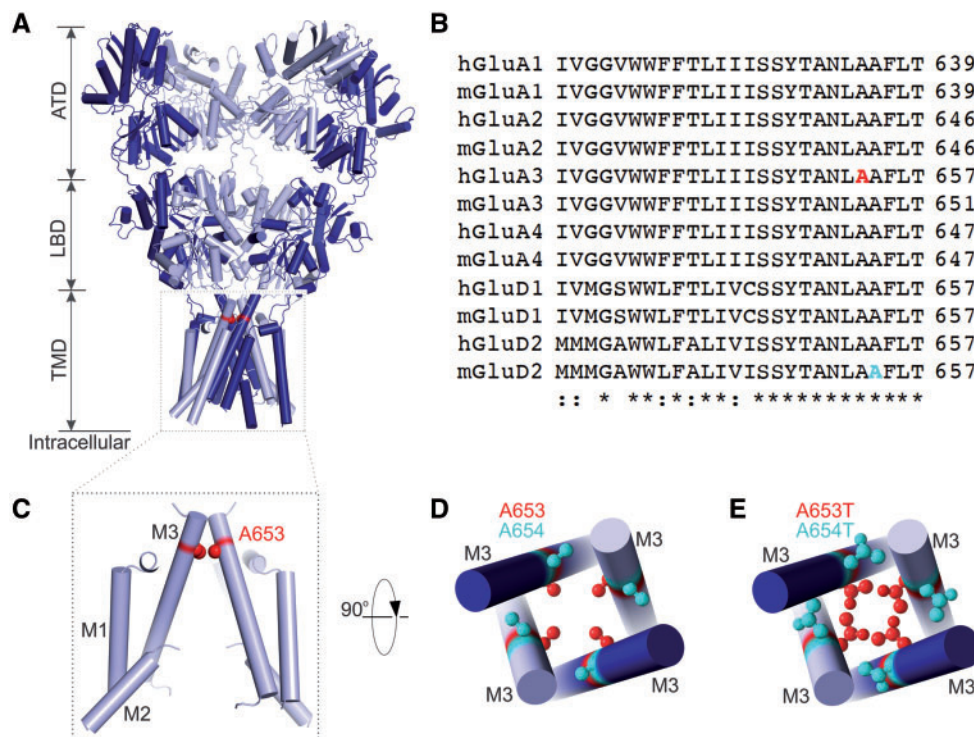 A
ATD
LBD
TMD
Intracellular
B
hGluA1 IVGGVWWFFTLIIISSYTANLAAFLT 639
mGluA1 IVGGVWWFFTLIIISSYTANLAAFLT 639
hGluA2 IVGGVWWFFTLIIISSYTANLAAFLT 646
mGluA2 IVGGVWWFFTLIIISSYTANLAAFLT 646
hGluA3 IVGGVWWFFTLIIISSYTANLAAFLT 657
mGluA3 IVGGVWWFFTLIIISSYTANLAAFLT 651
hGluA4 IVGGVWWFFTLIIISSYTANLAAFLT 647
mGluA4 IVGGVWWFFTLIIISSYTANLAAFLT 647
hGluD1 IVMGSWWLFTLIVCSSYTANLAAFLT 657
mGluD1 IVMGSWWLFTLIVCSSYTANLAAFLT 657
hGluD2 MMMGAWWLFALIVISSYTANLAAFLT 657
mGluD2 MMMGAWWLFALIVISSYTANLAAFLT 657
:: * **:*:**: ************
C
M3
A653
M1
M2
90°
D
A653
A654
M3
M3
M3
M3
E
A653T
A654T
M3
M3
M3
M3